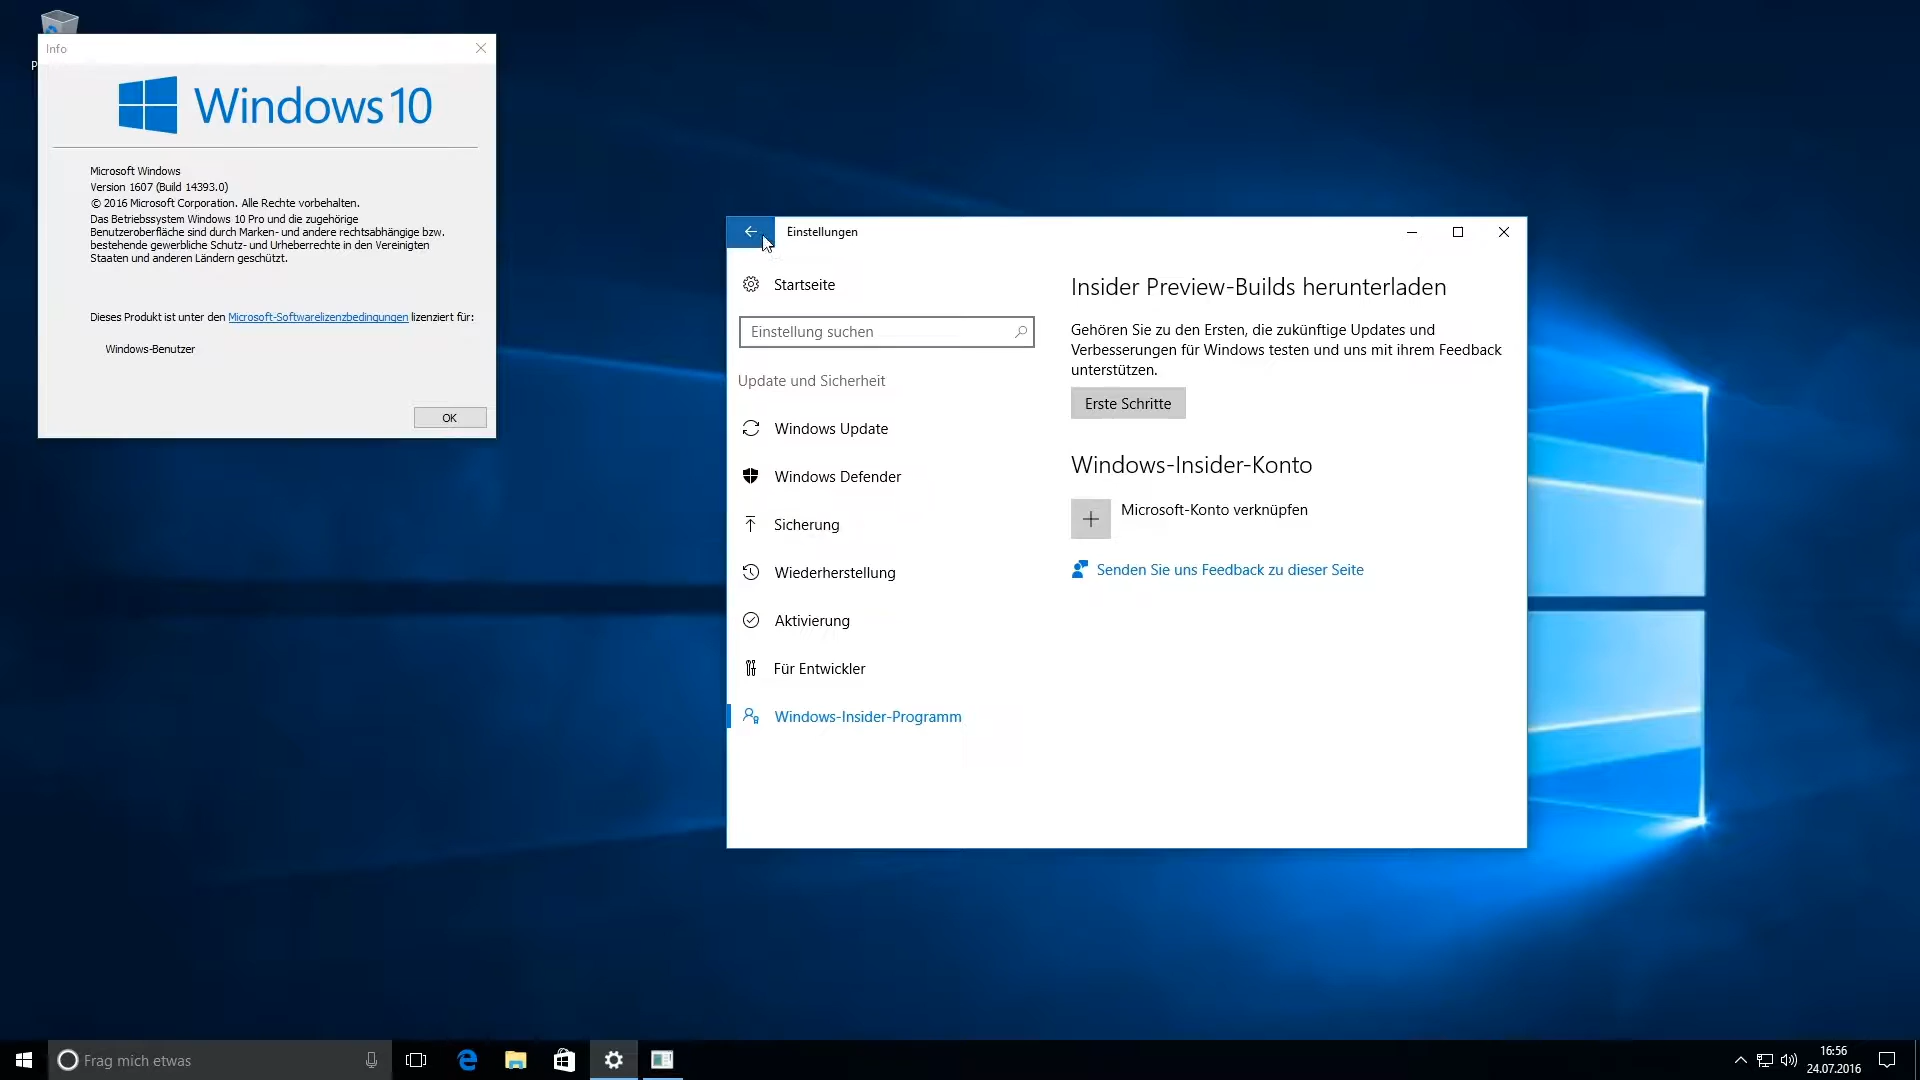 P
Info
Windows 10
Microsoft Windows
Version 1607 (Build 14393.0)
© 2016 Microsoft Corporation. Alle Rechte vorbehalten.
Das Betriebssystem Windows 10 Pro und die zugehörige
Benutzeroberfläche sind durch Marken- und andere rechtsabhängige bzw.
bestehende gewerbliche Schutz- und Urheberrechte in den Vereinigten
Staaten und anderen Ländern geschützt.
Dieses Produkt ist unter den Microsoft-Softwarelizenzbedingungen lizenziert für:
Windows-Benutzer
OK
Einstellungen
Startseite
Einstellung suchen
Update und Sicherheit
Windows Update
Windows Defender
Sicherung
Wiederherstellung
Aktivierung
Für Entwickler
Windows-Insider-Programm
Insider Preview-Builds herunterladen
Gehören Sie zu den Ersten, die zukünftige Updates und
Verbesserungen für Windows testen und uns mit ihrem Feedback
unterstützen.
Erste Schritte
Windows-Insider-Konto
Microsoft-Konto verknüpfen
Senden Sie uns Feedback zu dieser Seite
Frag mich etwas
16:56
24.07.2016